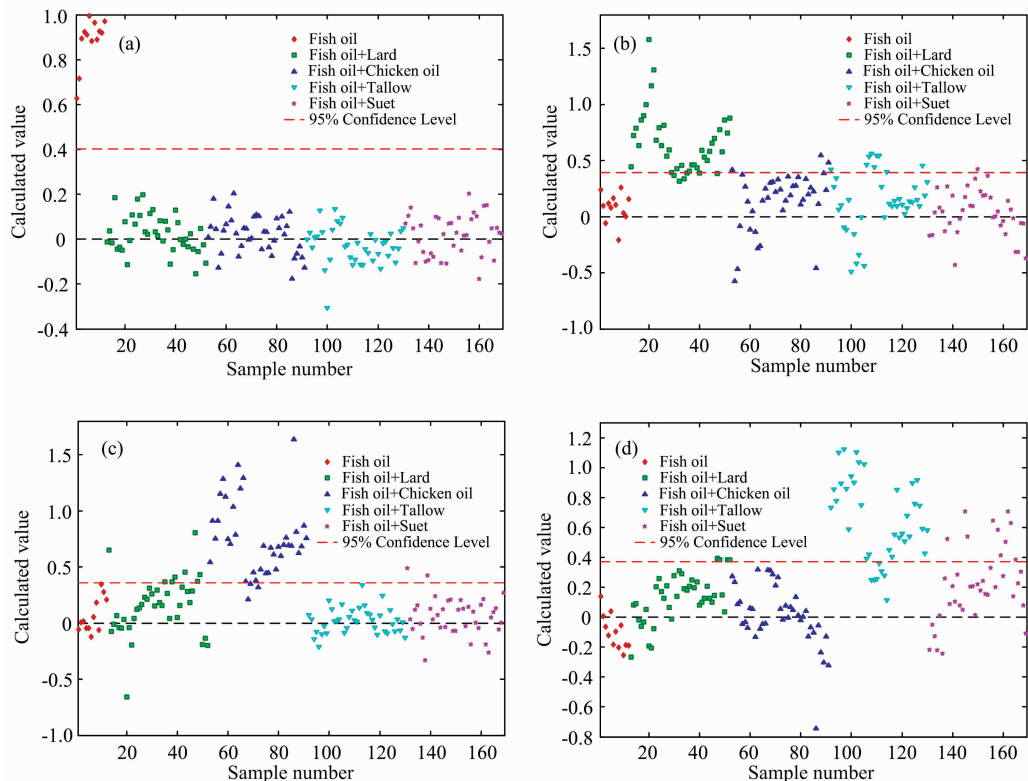 (a)
Fish oil
Fish oil+Lard
Fish oil+Chicken oil
Fish oil+Tallow
Fish oil+Suet
95% Confidence Level
1.0
0.8
0.6
0.4
0.2
0
-0.2
-0.4
Calculated value
20 40 60 80 100 120 140 160
Sample number
(b)
Fish oil
Fish oil+Lard
Fish oil+Chicken oil
Fish oil+Tallow
Fish oil+Suet
95% Confidence Level
1.5
1.0
0.5
0
-0.5
-1.0
Calculated value
20 40 60 80 100 120 140 160
Sample number
(c)
Fish oil
Fish oil+Lard
Fish oil+Chicken oil
Fish oil+Tallow
Fish oil+Suet
95% Confidence Level
1.5
1.0
0.5
0
-0.5
-1.0
Calculated value
20 40 60 80 100 120 140 160
Sample number
(d)
Fish oil
Fish oil+Lard
Fish oil+Chicken oil
Fish oil+Tallow
Fish oil+Suet
95% Confidence Level
1.2
1.0
0.8
0.6
0.4
0.2
0
-0.2
-0.4
-0.6
-0.8
Calculated value
20 40 60 80 100 120 140 160
Sample number